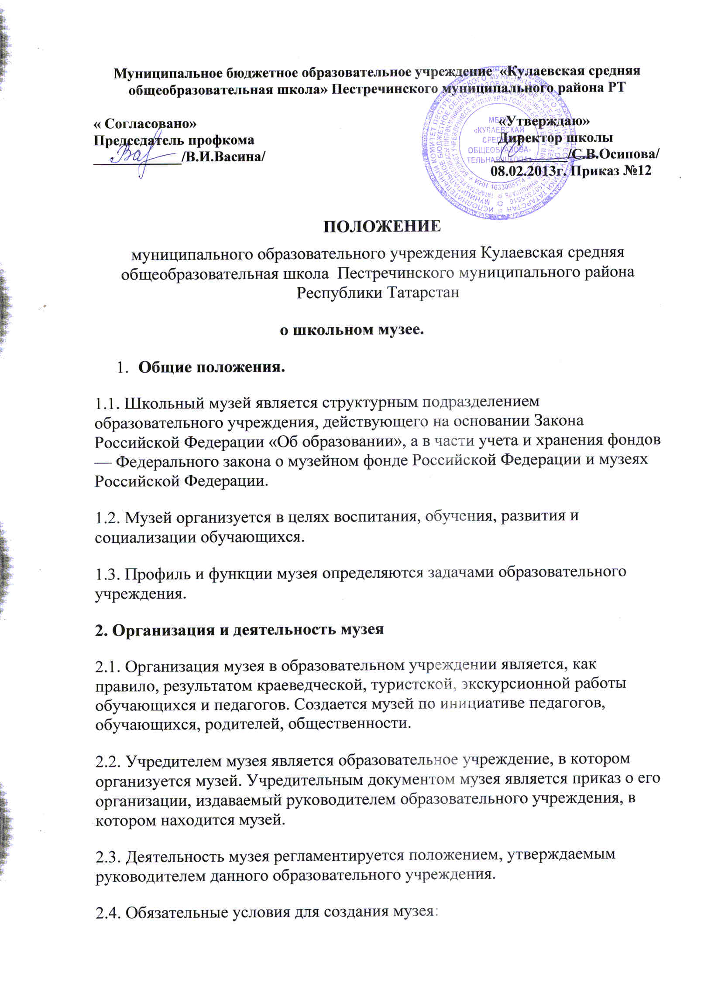 Муниципальное бюджетное образовательное учреждение «Кулаевская средняя
общеобразовательная школа» Пестречинского муниципального района РТ
« Согласовано»
Председатель профкома
/В.И.Васина/
«Утверждаю»
Директор школы
/С.В.Осипова/
08.02.2013г. Приказ №12
МБОУ
«КУЛАЕВСКАЯ
СРЕДНЯЯ
ОБЩЕОБРАЗОВА-
ТЕЛЬНАЯ ШКОЛА»
ПОЛОЖЕНИЕ
муниципального образовательного учреждения Кулаевская средняя
общеобразовательная школа Пестречинского муниципального района
Республики Татарстан
о школьном музее.
1. Общие положения.
1.1. Школьный музей является структурным подразделением
образовательного учреждения, действующего на основании Закона
Российской Федерации «Об образовании», а в части учета и хранения фондов
— Федерального закона о музейном фонде Российской Федерации и музеях
Российской Федерации.
1.2. Музей организуется в целях воспитания, обучения, развития и
социализации обучающихся.
1.3. Профиль и функции музея определяются задачами образовательного
учреждения.
2. Организация и деятельность музея
2.1. Организация музея в образовательном учреждении является, как
правило, результатом краеведческой, туристской, экскурсионной работы
обучающихся и педагогов. Создается музей по инициативе педагогов,
обучающихся, родителей, общественности.
2.2. Учредителем музея является образовательное учреждение, в котором
организуется музей. Учредительным документом музея является приказ о его
организации, издаваемый руководителем образовательного учреждения, в
котором находится музей.
2.3. Деятельность музея регламентируется положением, утверждаемым
руководителем данного образовательного учреждения.
2.4. Обязательные условия для создания музея: